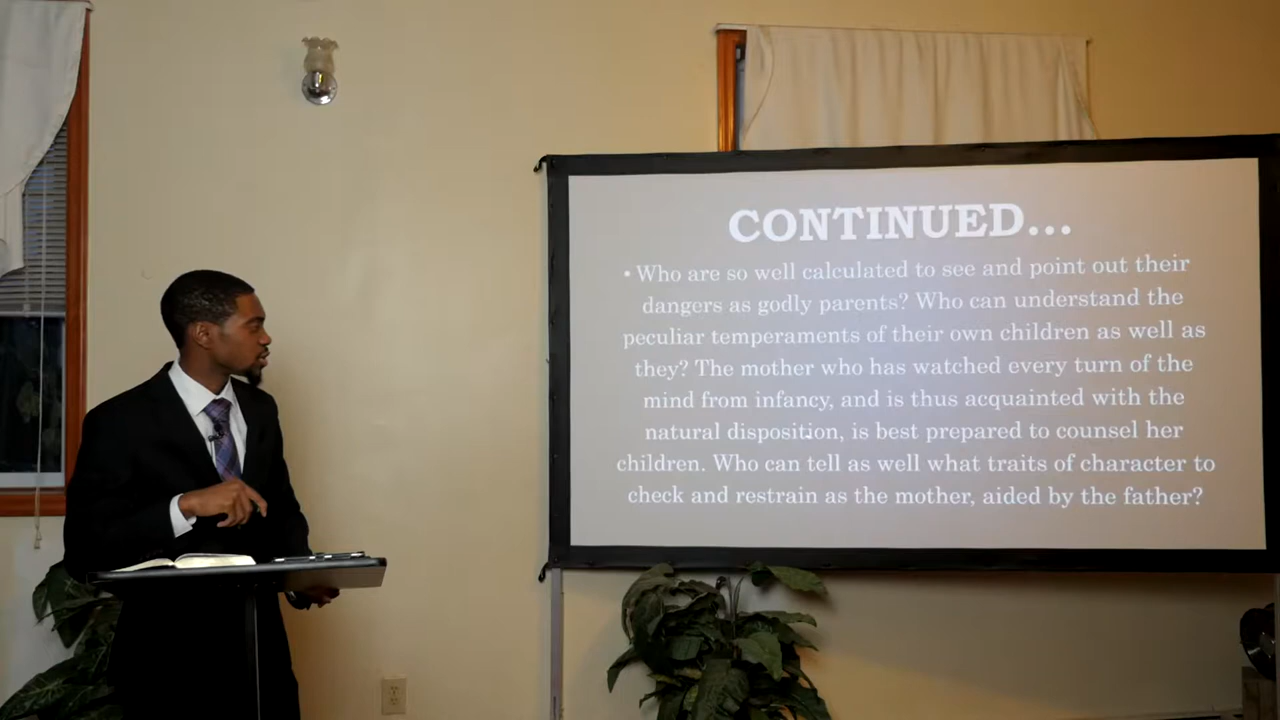 CONTINUED...
• Who are so well calculated to see and point out their
dangers as godly parents? Who can understand the
peculiar temperaments of their own children as well as
they? The mother who has watched every turn of the
mind from infancy, and is thus acquainted with the
natural disposition, is best prepared to counsel her
children. Who can tell as well what traits of character to
check and restrain as the mother, aided by the father?